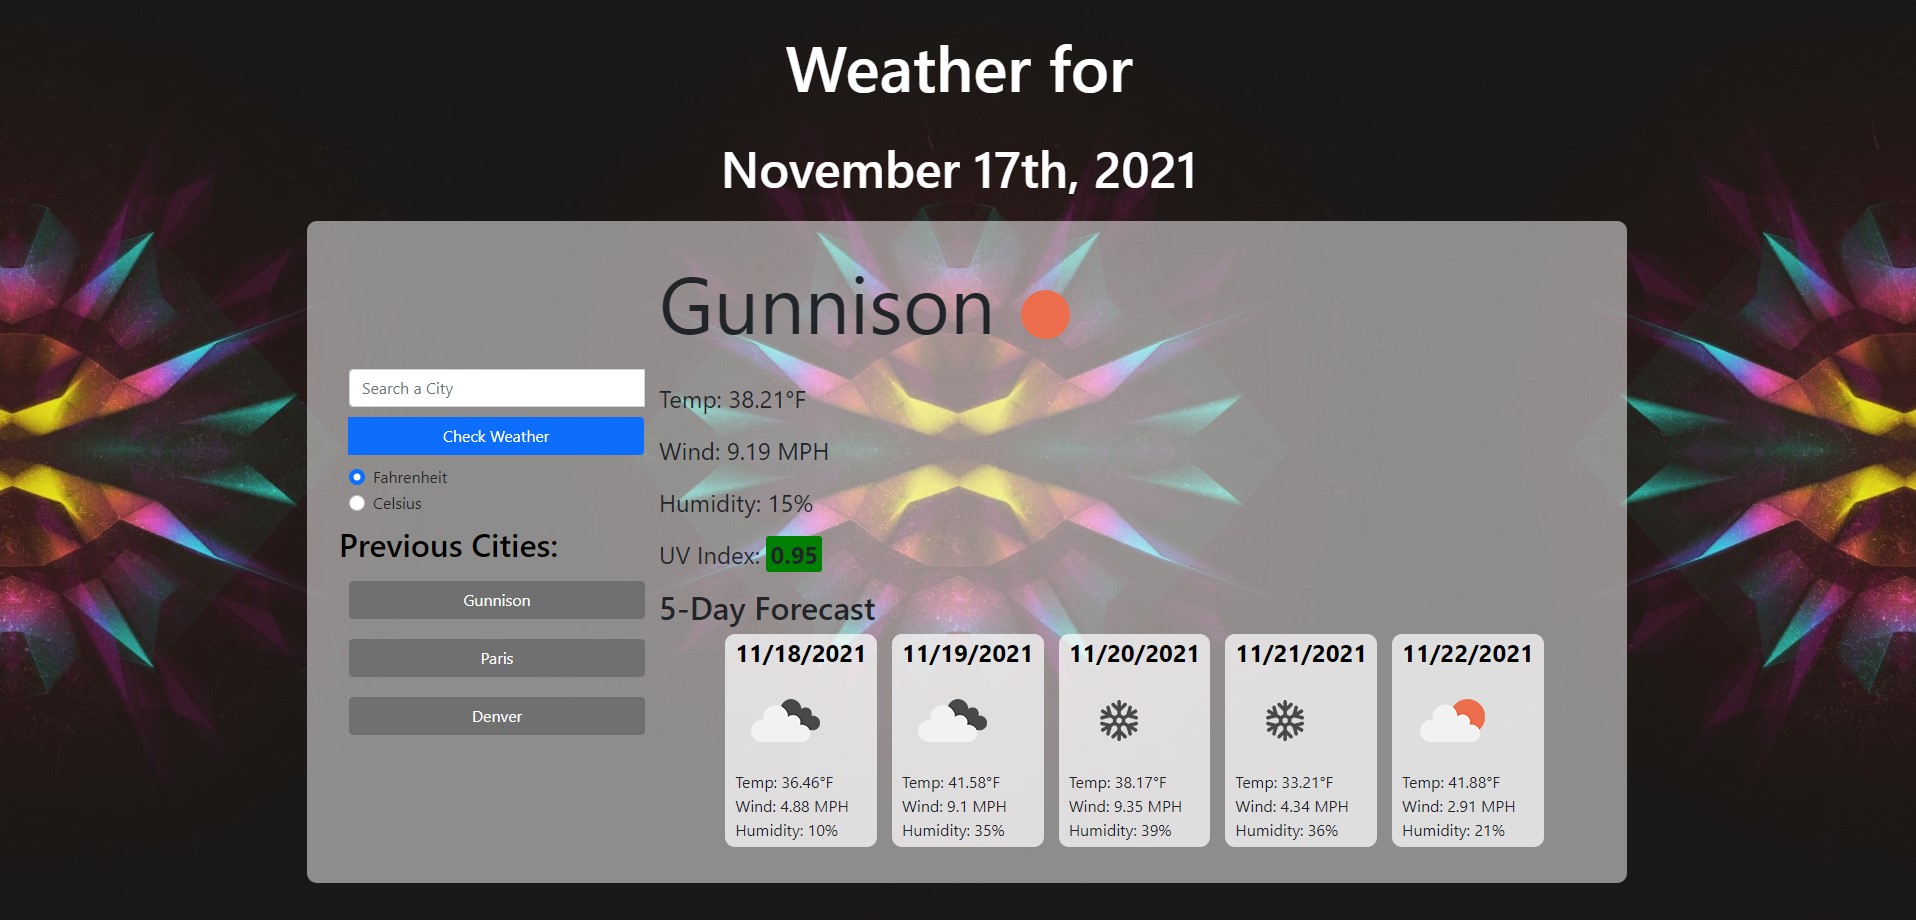 Weather for
November 17th, 2021
Gunnison
Search a City
Check Weather
Fahrenheit
Celsius
Previous Cities:
Gunnison
Paris
Denver
Temp: 38.21°F
Wind: 9.19 MPH
Humidity: 15%
UV Index: 0.95
5-Day Forecast
11/18/2021
Temp: 36.46°F
Wind: 4.88 MPH
Humidity: 10%
11/19/2021
Temp: 41.58°F
Wind: 9.1 MPH
Humidity: 35%
11/20/2021
Temp: 38.17°F
Wind: 9.35 MPH
Humidity: 39%
11/21/2021
Temp: 33.21°F
Wind: 4.34 MPH
Humidity: 36%
11/22/2021
Temp: 41.88°F
Wind: 2.91 MPH
Humidity: 21%